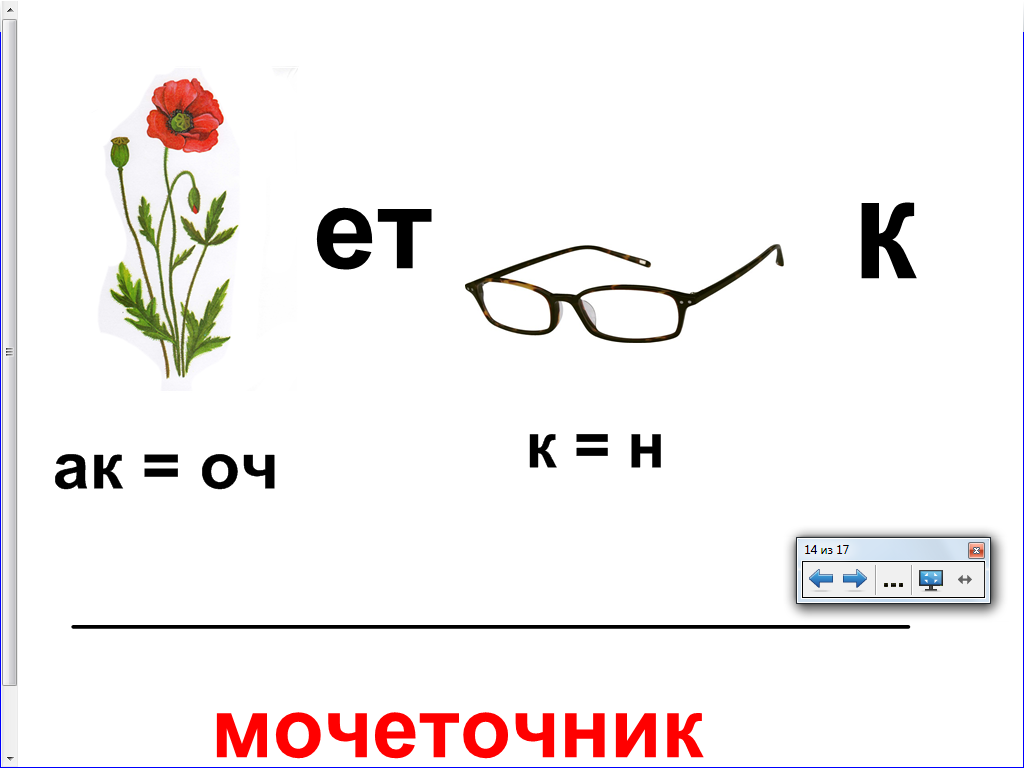 ет
к
ак = оч
к = н
14 из 17
...
мочеточник